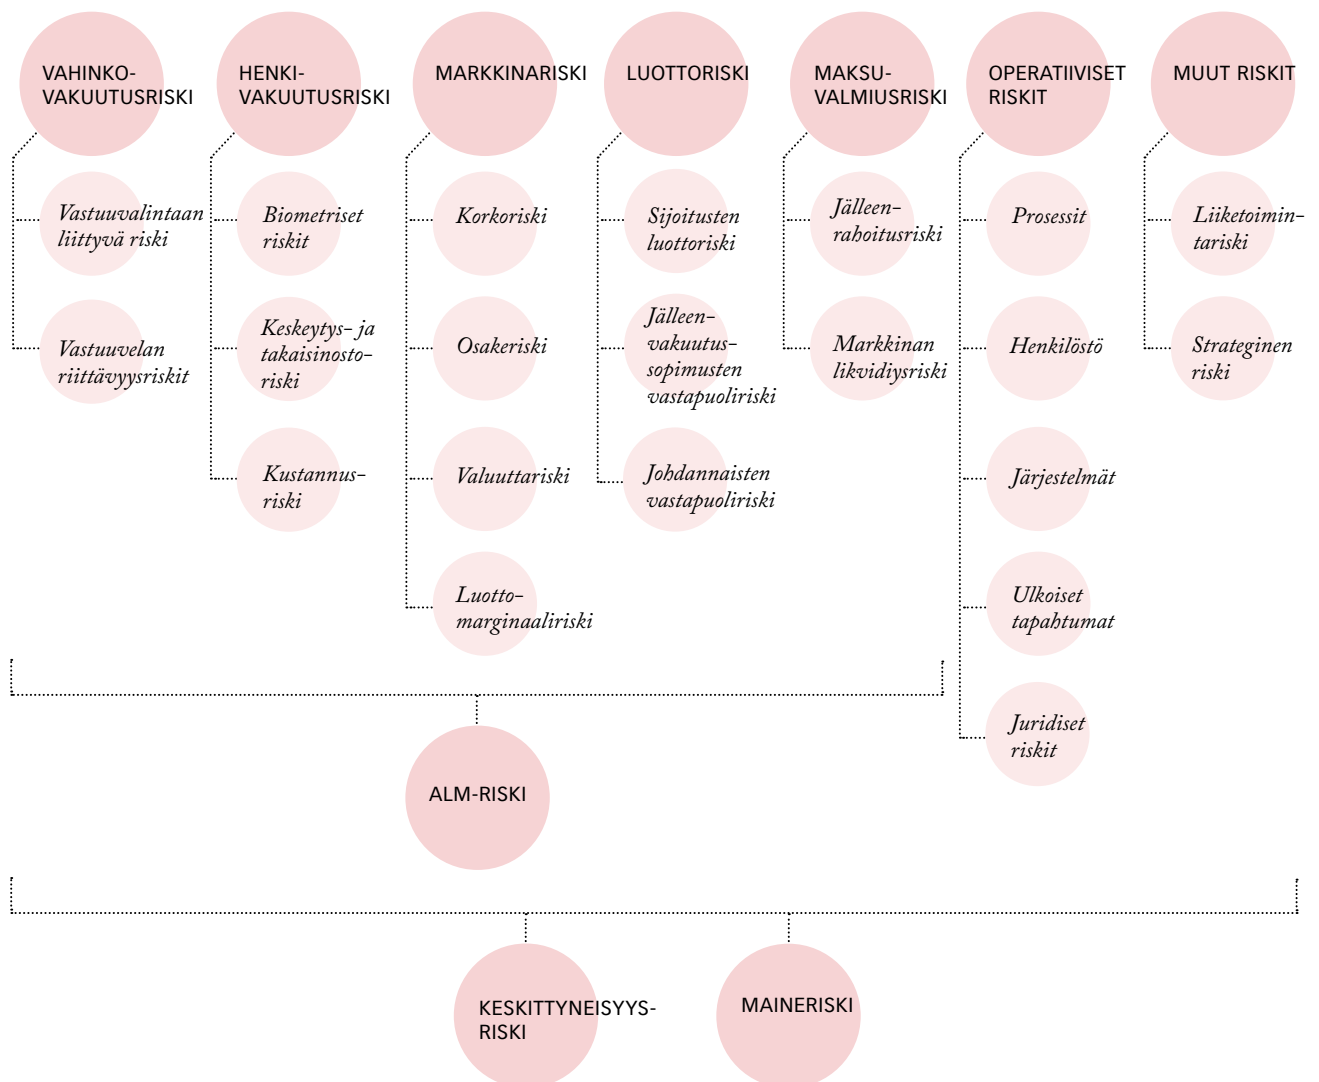 VAHINKO-
VAKUUTUSRISKI
Vastuuvalintaan
liittyvä riski
Vastuuvelan
riittävyysriskit
HENKI-
VAKUUTUSRISKI
Biometriset
riskit
Keskeytys- ja
takaisinosto-
riski
Kustannus-
riski
MARKKINARISKI
Korkoriski
Osakeriski
Valuuttariski
Luotto-
marginaaliriski
LUOTTORISKI
Sijoitusten
luottoriski
Jälleen-
vakuutus-
sopimusten
vastapuoliriski
Johdannaisten
vastapuoliriski
MAKSU-
VALMIUSRISKI
Jälleen-
rahoitusriski
Markkinan
likvidiysriski
OPERATIIVISET
RISKIT
Prosessit
Henkilöstö
Järjestelmät
Ulkoiset
tapahtumat
Juridiset
riskit
MUUT RISKIT
Liiketoimin-
tariski
Strateginen
riski
ALM-RISKI
KESKITTYNEISYYS-
RISKI
MAINERISKI